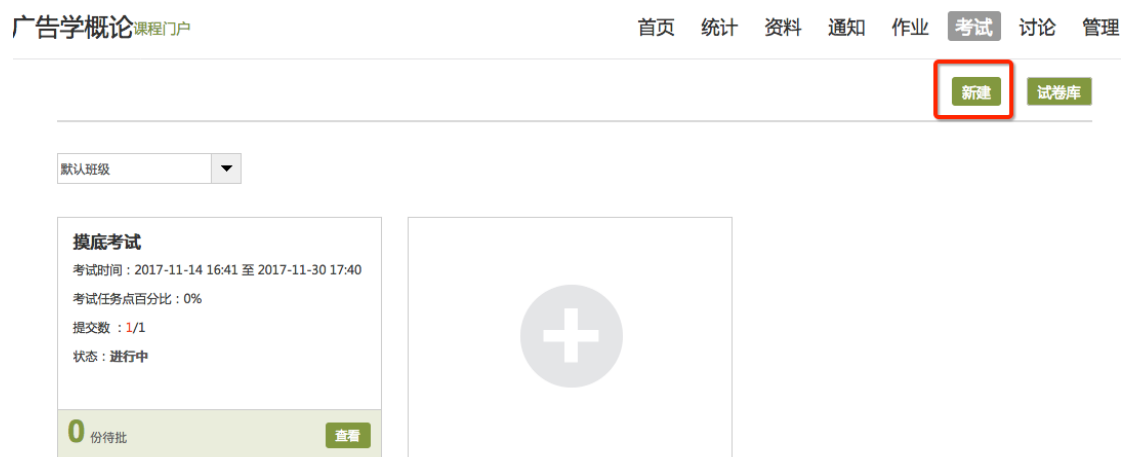 广告学概论课程门户 首页 统计 资料 通知 作业 考试 讨论 管理
新建 试卷库
默认班级
摸底考试
考试时间：2017-11-14 16:41 至 2017-11-30 17:40
考试任务点百分比：0%
提交数 ：1/1
状态：进行中
0 份待批 查看